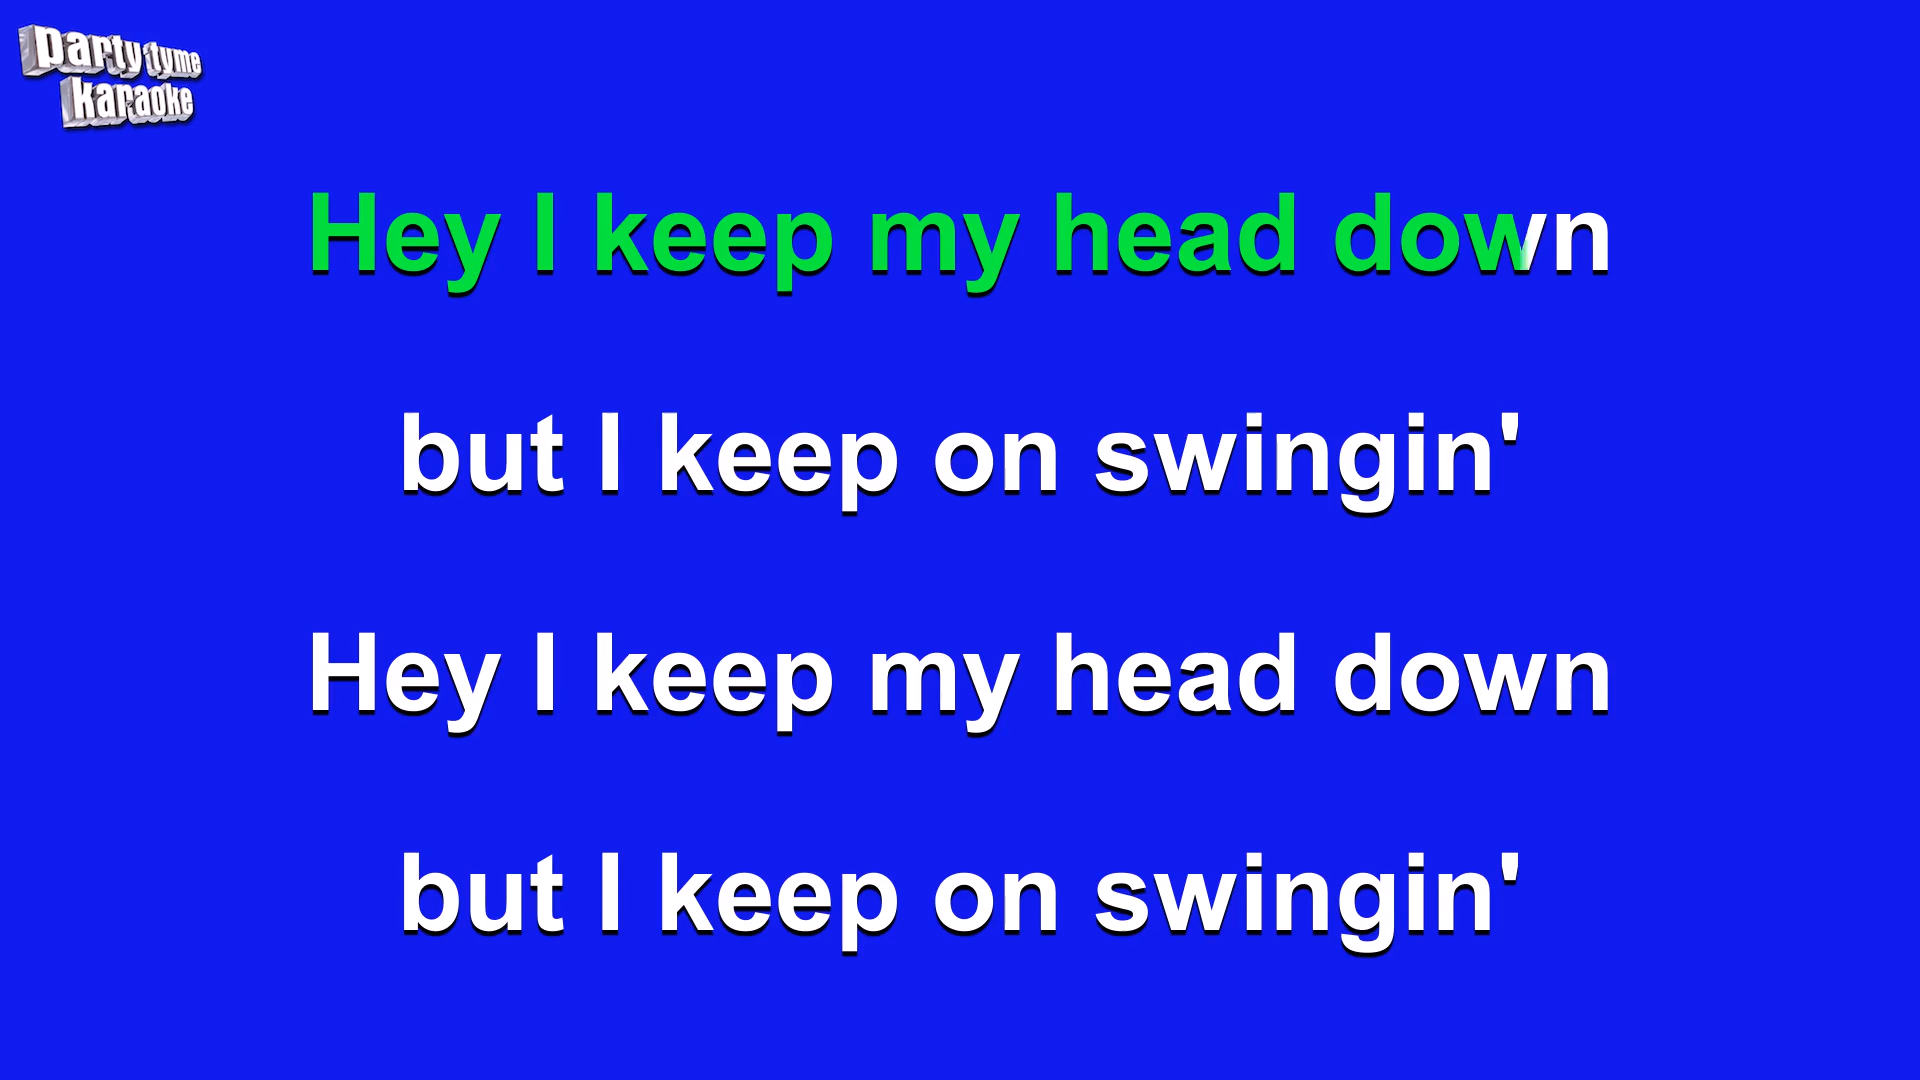 party tyme
karaoke
Hey I keep my head down
but I keep on swingin'
Hey I keep my head down
but I keep on swingin'